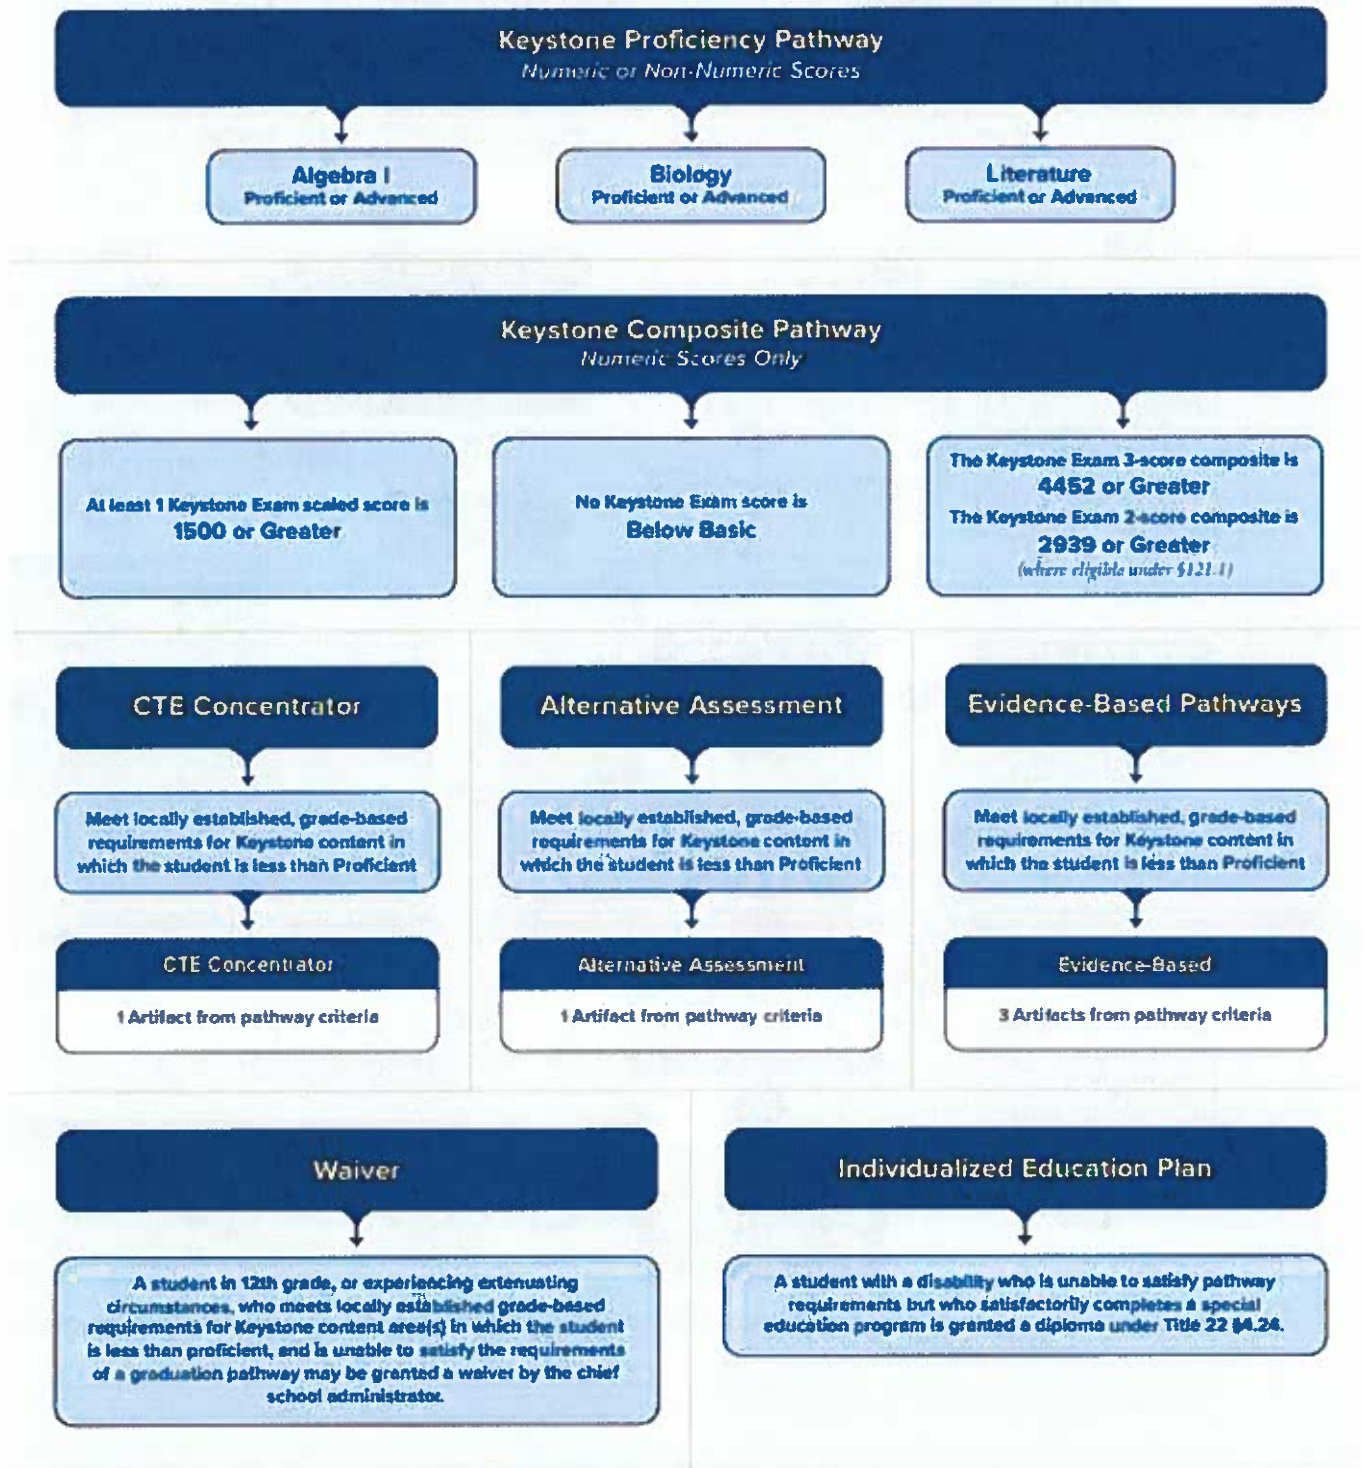 Keystone Proficiency Pathway
Numeric or Non-Numeric Scores
Algebra I
Proficient or Advanced
Biology
Proficient or Advanced
Literature
Proficient or Advanced
Keystone Composite Pathway
Numeric Scores Only
At least 1 Keystone Exam scaled score is
1500 or Greater
No Keystone Exam score is
Below Basic
The Keystone Exam 3-score composite is
4452 or Greater
The Keystone Exam 2-score composite is
2939 or Greater
(where eligible under §121.1)
CTE Concentrator
Meet locally established, grade-based
requirements for Keystone content in
which the student is less than Proficient
CTE Concentrator
1 Artifact from pathway criteria
Alternative Assessment
Meet locally established, grade-based
requirements for Keystone content in
which the student is less than Proficient
Alternative Assessment
1 Artifact from pathway criteria
Evidence-Based Pathways
Meet locally established, grade-based
requirements for Keystone content in
which the student is less than Proficient
Evidence-Based
3 Artifacts from pathway criteria
Waiver
A student in 12th grade, or experiencing extenuating
circumstances, who meets locally established grade-based
requirements for Keystone content area(s) in which the student
is less than proficient, and is unable to satisfy the requirements
of a graduation pathway may be granted a waiver by the chief
school administrator.
Individualized Education Plan
A student with a disability who is unable to satisfy pathway
requirements but who satisfactorily completes a special
education program is granted a diploma under Title 22 §4.24.